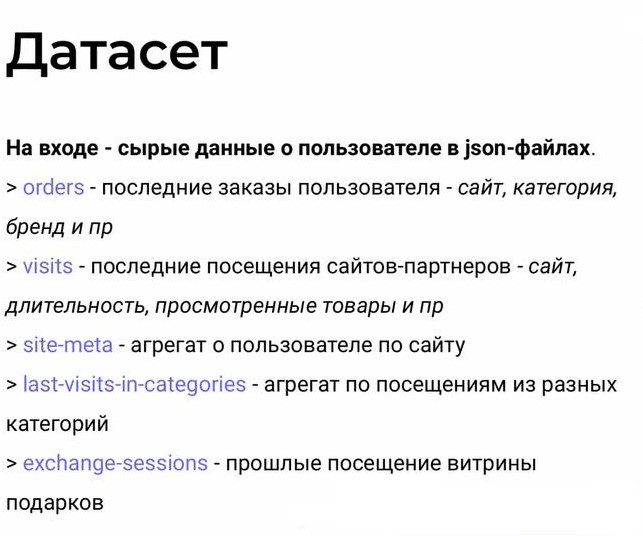 Датасет
На входе - сырые данные о пользователе в json-файлах.
> orders - последние заказы пользователя - сайт, категория,
бренд и пр
> visits - последние посещения сайтов-партнеров - сайт,
длительность, просмотренные товары и пр
> site-meta - агрегат о пользователе по сайту
> last-visits-in-categories - агрегат по посещениям из разных
категорий
> exchange-sessions - прошлые посещение витрины
подарков